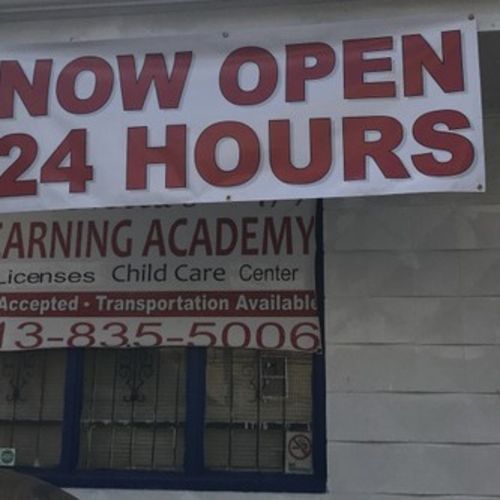 NOW OPEN
24 HOURS
EARNING ACADEMY
Licenses Child Care Center
Accepted • Transportation Available
13-835-5006